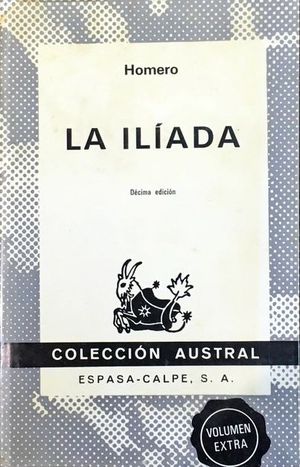 Homero
LA ILÍADA
Décima edición
COLECCIÓN AUSTRAL
ESPASA-CALPE, S. A.
VOLUMEN
EXTRA